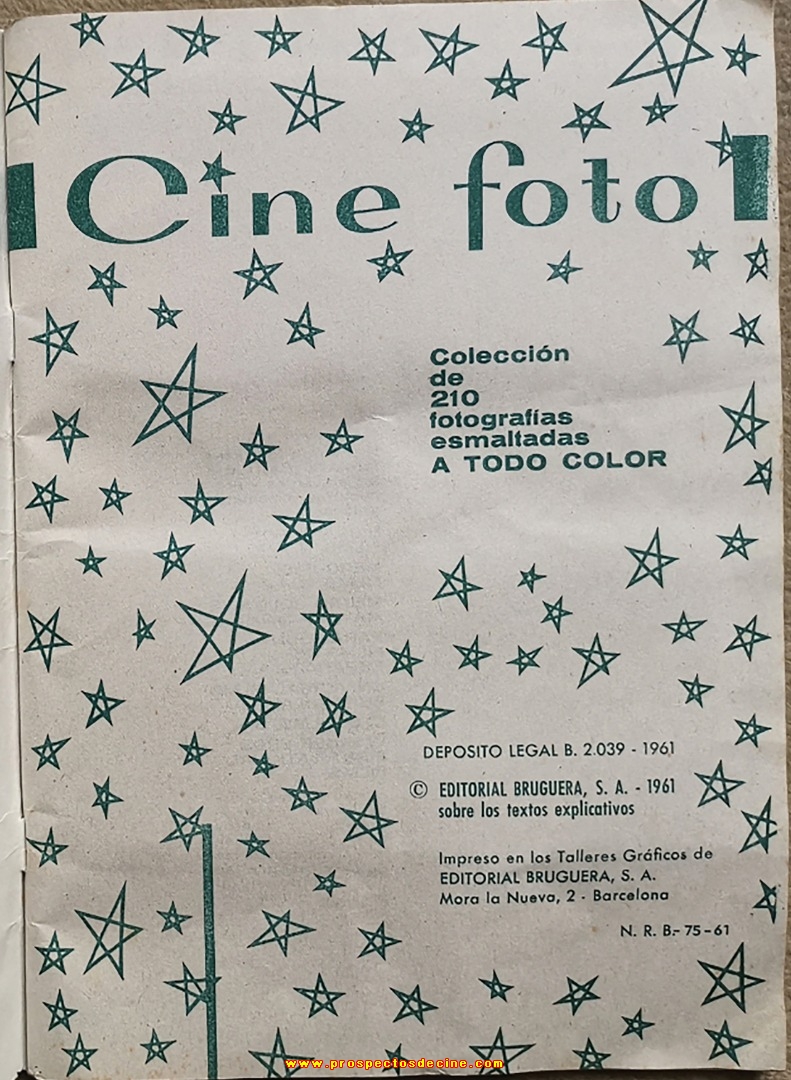 Cine foto
Colección
de
210
fotografías
esmaltadas
A TODO COLOR
DEPOSITO LEGAL B. 2.039 - 1961
© EDITORIAL BRUGUERA, S. A. - 1961
sobre los textos explicativos
Impreso en los Talleres Gráficos de
EDITORIAL BRUGUERA, S. A.
Mora la Nueva, 2 - Barcelona
N. R. B.- 75-61
www.prospectosdecine.com